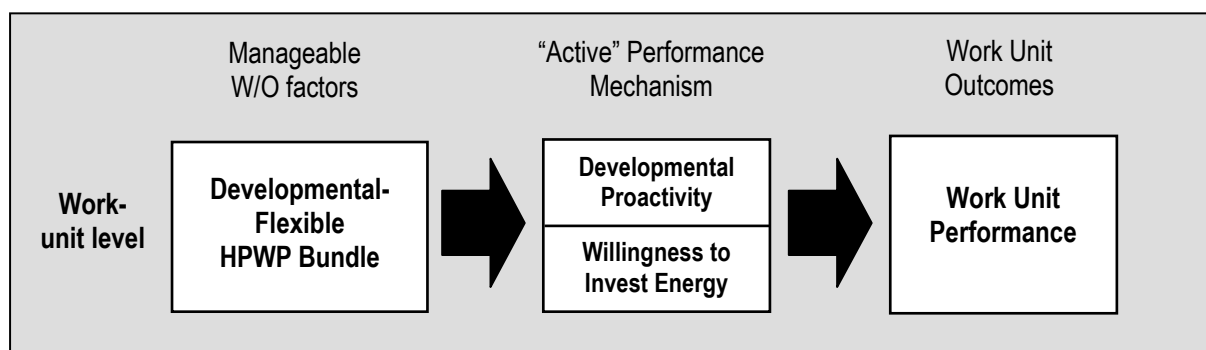 Manageable
W/O factors
“Active” Performance
Mechanism
Work Unit
Outcomes
Work-
unit level
Developmental-
Flexible
HPWP Bundle
Developmental
Proactivity
Willingness to
Invest Energy
Work Unit
Performance